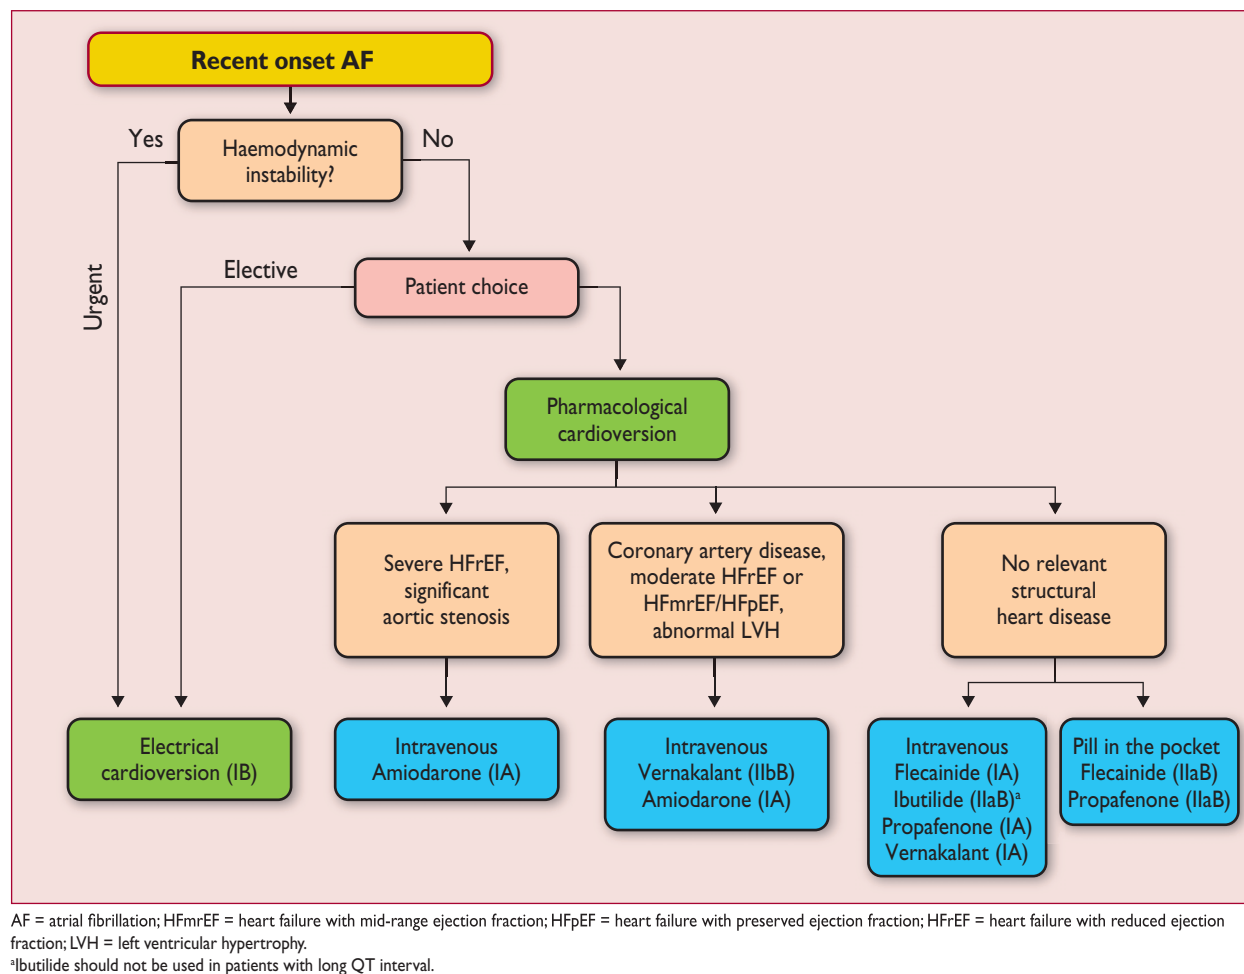 Recent onset AF
Yes
No
Haemodynamic
instability?
Urgent
Elective
Patient choice
Pharmacological
cardioversion
Severe HFrEF,
significant
aortic stenosis
Coronary artery disease,
moderate HFrEF or
HFmrEF/HFpEF,
abnormal LVH
No relevant
structural
heart disease
Electrical
cardioversion (IB)
Intravenous
Amiodarone (IA)
Intravenous
Vernakalant (IIbB)
Amiodarone (IA)
Intravenous
Flecainide (IA)
Ibutilide (IIaB)ᵃ
Propafenone (IA)
Vernakalant (IA)
Pill in the pocket
Flecainide (IIaB)
Propafenone (IIaB)
AF = atrial fibrillation; HFmrEF = heart failure with mid-range ejection fraction; HFpEF = heart failure with preserved ejection fraction; HFrEF = heart failure with reduced ejection
fraction; LVH = left ventricular hypertrophy.
ᵃIbutilide should not be used in patients with long QT interval.